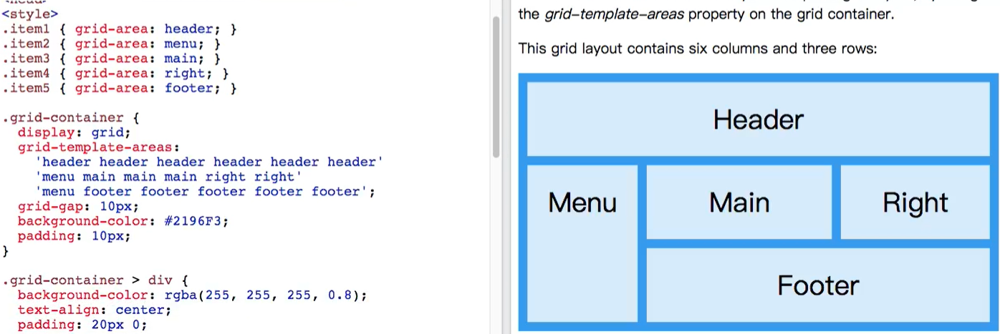 <style>
.item1 { grid-area: header; }
.item2 { grid-area: menu; }
.item3 { grid-area: main; }
.item4 { grid-area: right; }
.item5 { grid-area: footer; }
.grid-container {
display: grid;
grid-template-areas:
'header header header header header header'
'menu main main main right right'
'menu footer footer footer footer footer';
grid-gap: 10px;
background-color: #2196F3;
padding: 10px;
}
.grid-container > div {
background-color: rgba(255, 255, 255, 0.8);
text-align: center;
padding: 20px 0;
the grid-template-areas property on the grid container.
This grid layout contains six columns and three rows:
Header
Menu
Main
Right
Footer